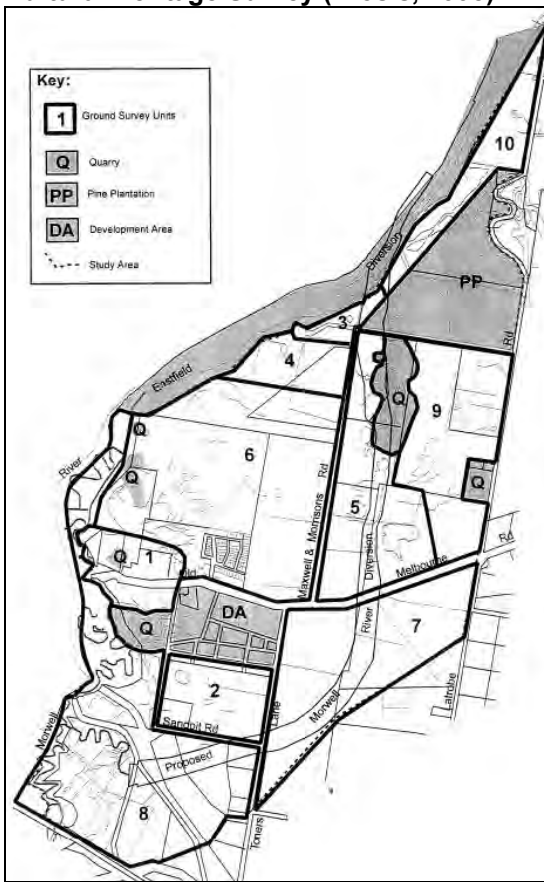 Key:
1 Ground Survey Units
Q Quarry
PP Pine Plantation
DA Development Area
Study Area
10
Diversion
PP
3
Rd
4
Eastfield
Q
9
Q
6
River
Q
Q
Maxwell & Morrisons Rd
5
Diversion
Q 1
Old
Melbourne Rd
DA
Q
River
7
2
Lane
Sandpit Rd
Morwell
Latrobe
Morwell
Proposed
8
Toners